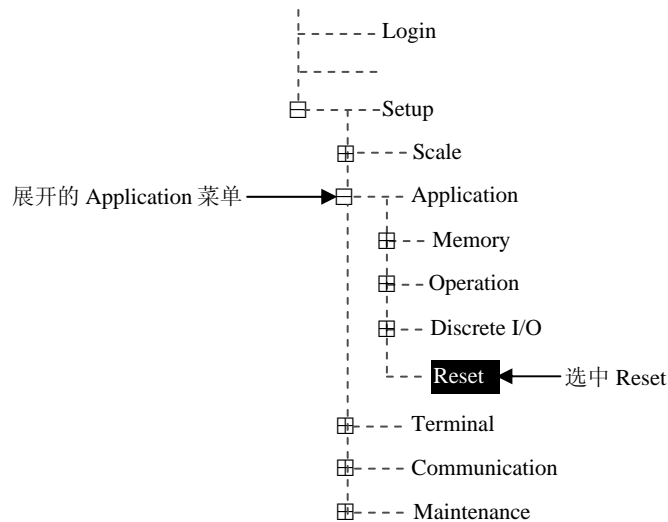 Login
Setup
Scale
展开的 Application 菜单
Application
Memory
Operation
Discrete I/O
Reset
选中 Reset
Terminal
Communication
Maintenance